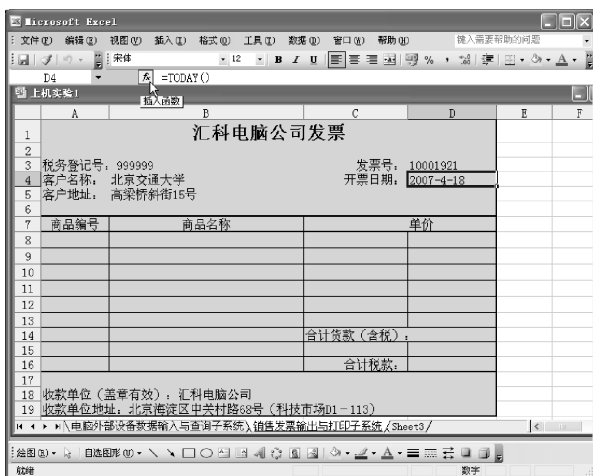 Microsoft Excel
文件(F) 编辑(E) 视图(V) 插入(I) 格式(O) 工具(T) 数据(D) 窗口(W) 帮助(H) 键入需要帮助的问题
宋体 12 B I U
D4 fx =TODAY()
上机实验1
插入函数
A B C D E F
1 汇科电脑公司发票
2
3 税务登记号: 999999 发票号: 10001921
4 客户名称: 北京交通大学 开票日期: 2007-4-18
5 客户地址: 高梁桥斜街15号
6
7 商品编号 商品名称 单价
8
9
10
11
12
13
14 合计货款（含税）:
15
16 合计税款:
17
18 收款单位（盖章有效）: 汇科电脑公司
19 收款单位地址: 北京海淀区中关村路68号（科技市场D1-113）
电脑外部设备数据输入与查询子系统 销售发票输出与打印子系统 Sheet3
绘图(R) 自选图形(U)
就绪 数字